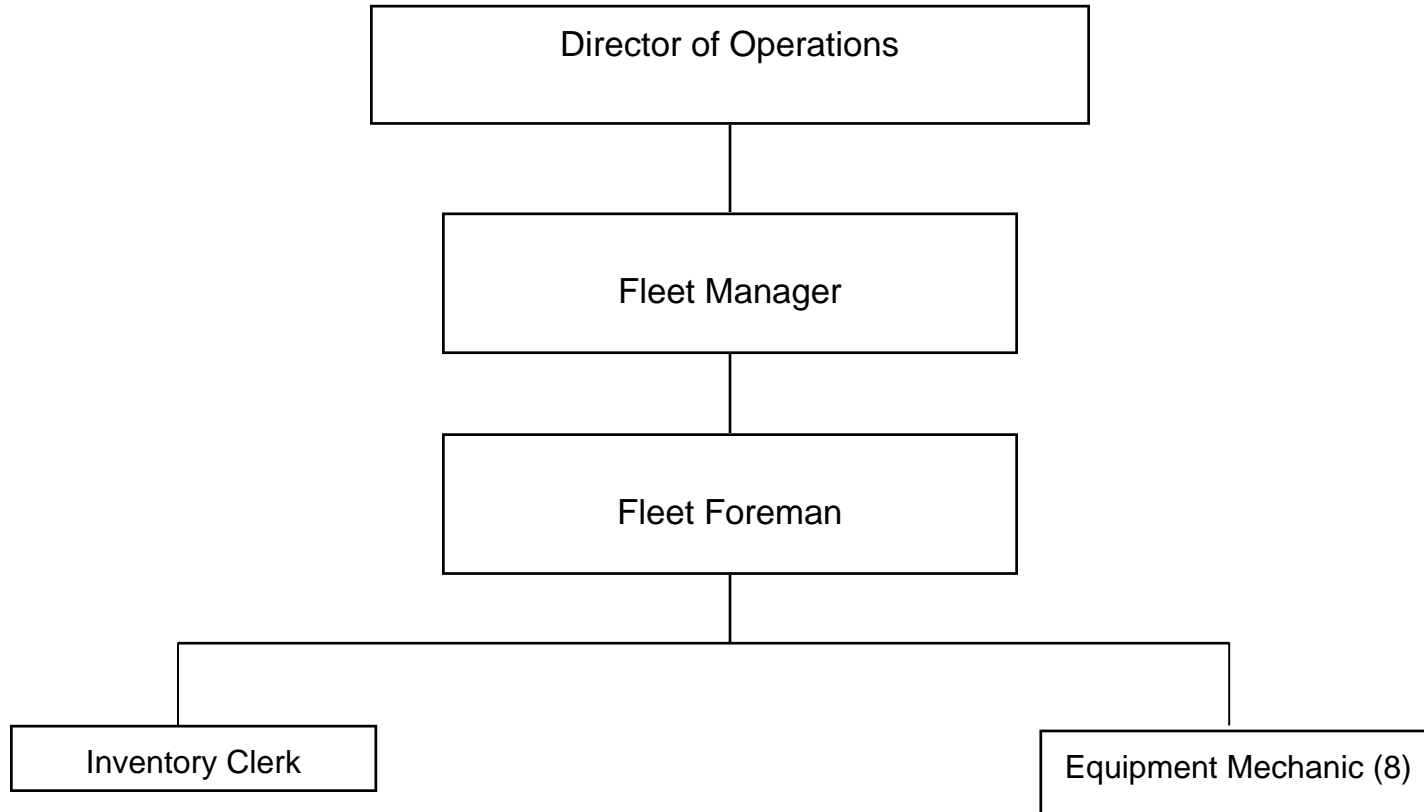 Director of Operations
Fleet Manager
Fleet Foreman
Inventory Clerk
Equipment Mechanic (8)